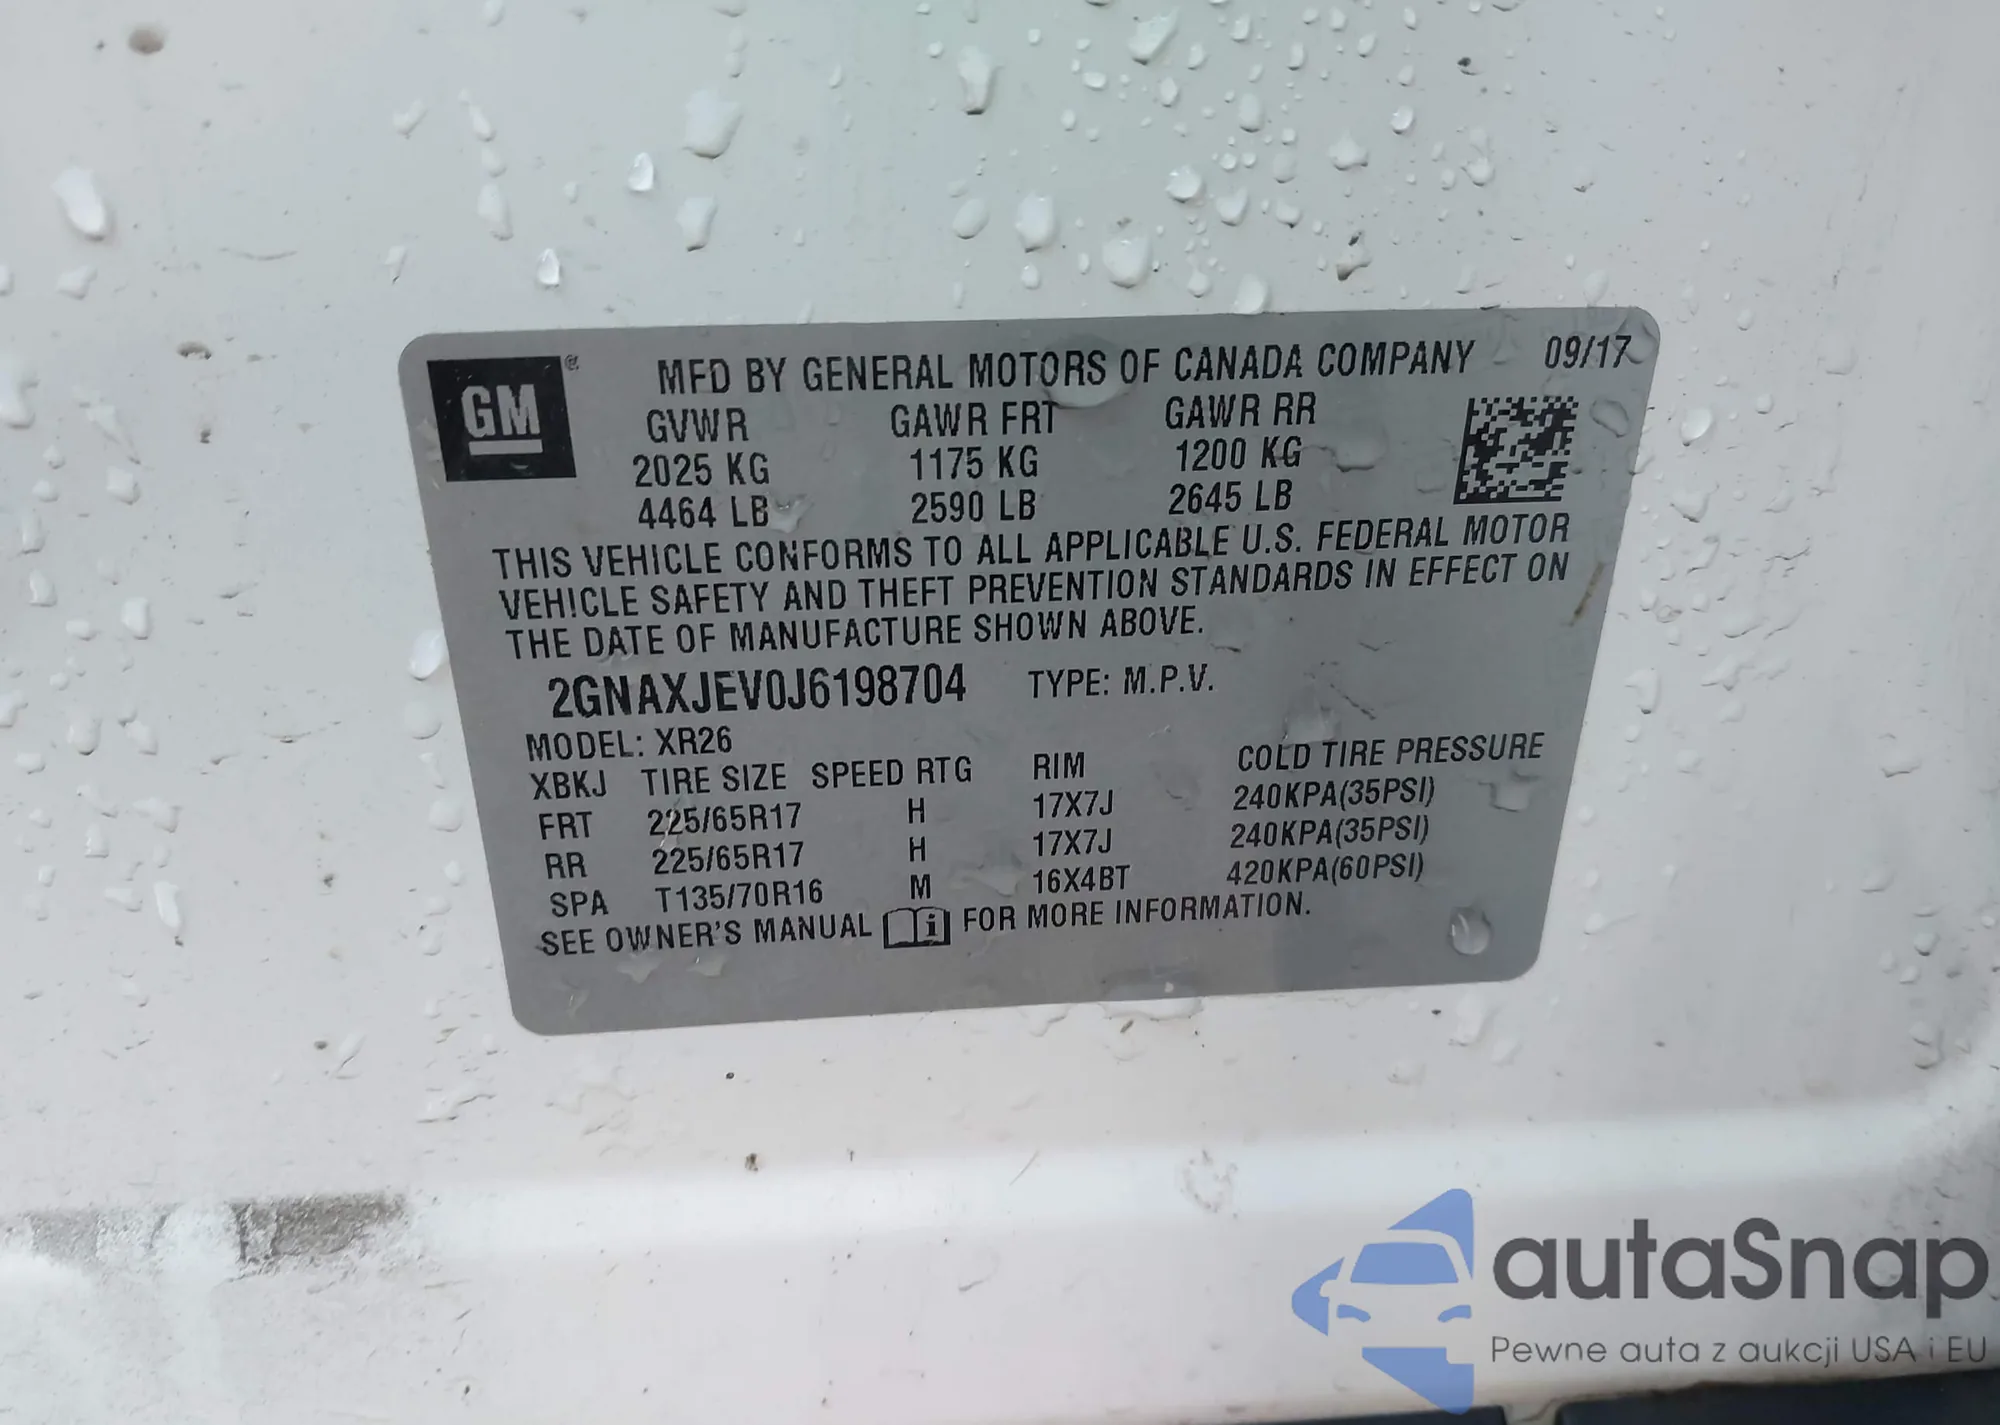 GM ® MFD BY GENERAL MOTORS OF CANADA COMPANY 09/17
GVWR GAWR FRT GAWR RR
2025 KG 1175 KG 1200 KG
4464 LB 2590 LB 2645 LB
THIS VEHICLE CONFORMS TO ALL APPLICABLE U.S. FEDERAL MOTOR
VEHICLE SAFETY AND THEFT PREVENTION STANDARDS IN EFFECT ON
THE DATE OF MANUFACTURE SHOWN ABOVE.
2GNAXJEV0J6198704 TYPE: M.P.V.
MODEL: XR26
XBKJ TIRE SIZE SPEED RTG RIM COLD TIRE PRESSURE
FRT 225/65R17 H 17X7J 240KPA(35PSI)
RR 225/65R17 H 17X7J 240KPA(35PSI)
SPA T135/70R16 M 16X4BT 420KPA(60PSI)
SEE OWNER'S MANUAL i FOR MORE INFORMATION.
autoSnap
Pewne auta z aukcji USA i EU